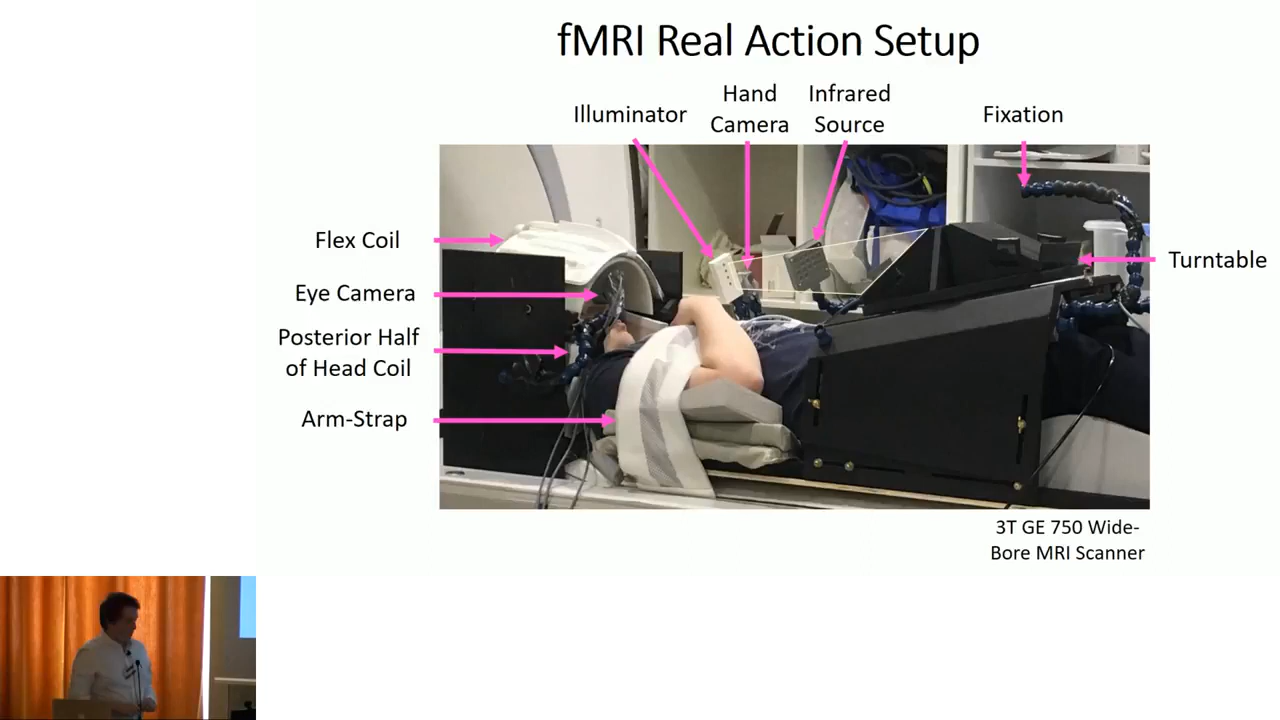 fMRI Real Action Setup
Illuminator
Hand
Camera
Infrared
Source
Fixation
Flex Coil
Eye Camera
Posterior Half
of Head Coil
Arm-Strap
Turntable
3T GE 750 Wide-
Bore MRI Scanner